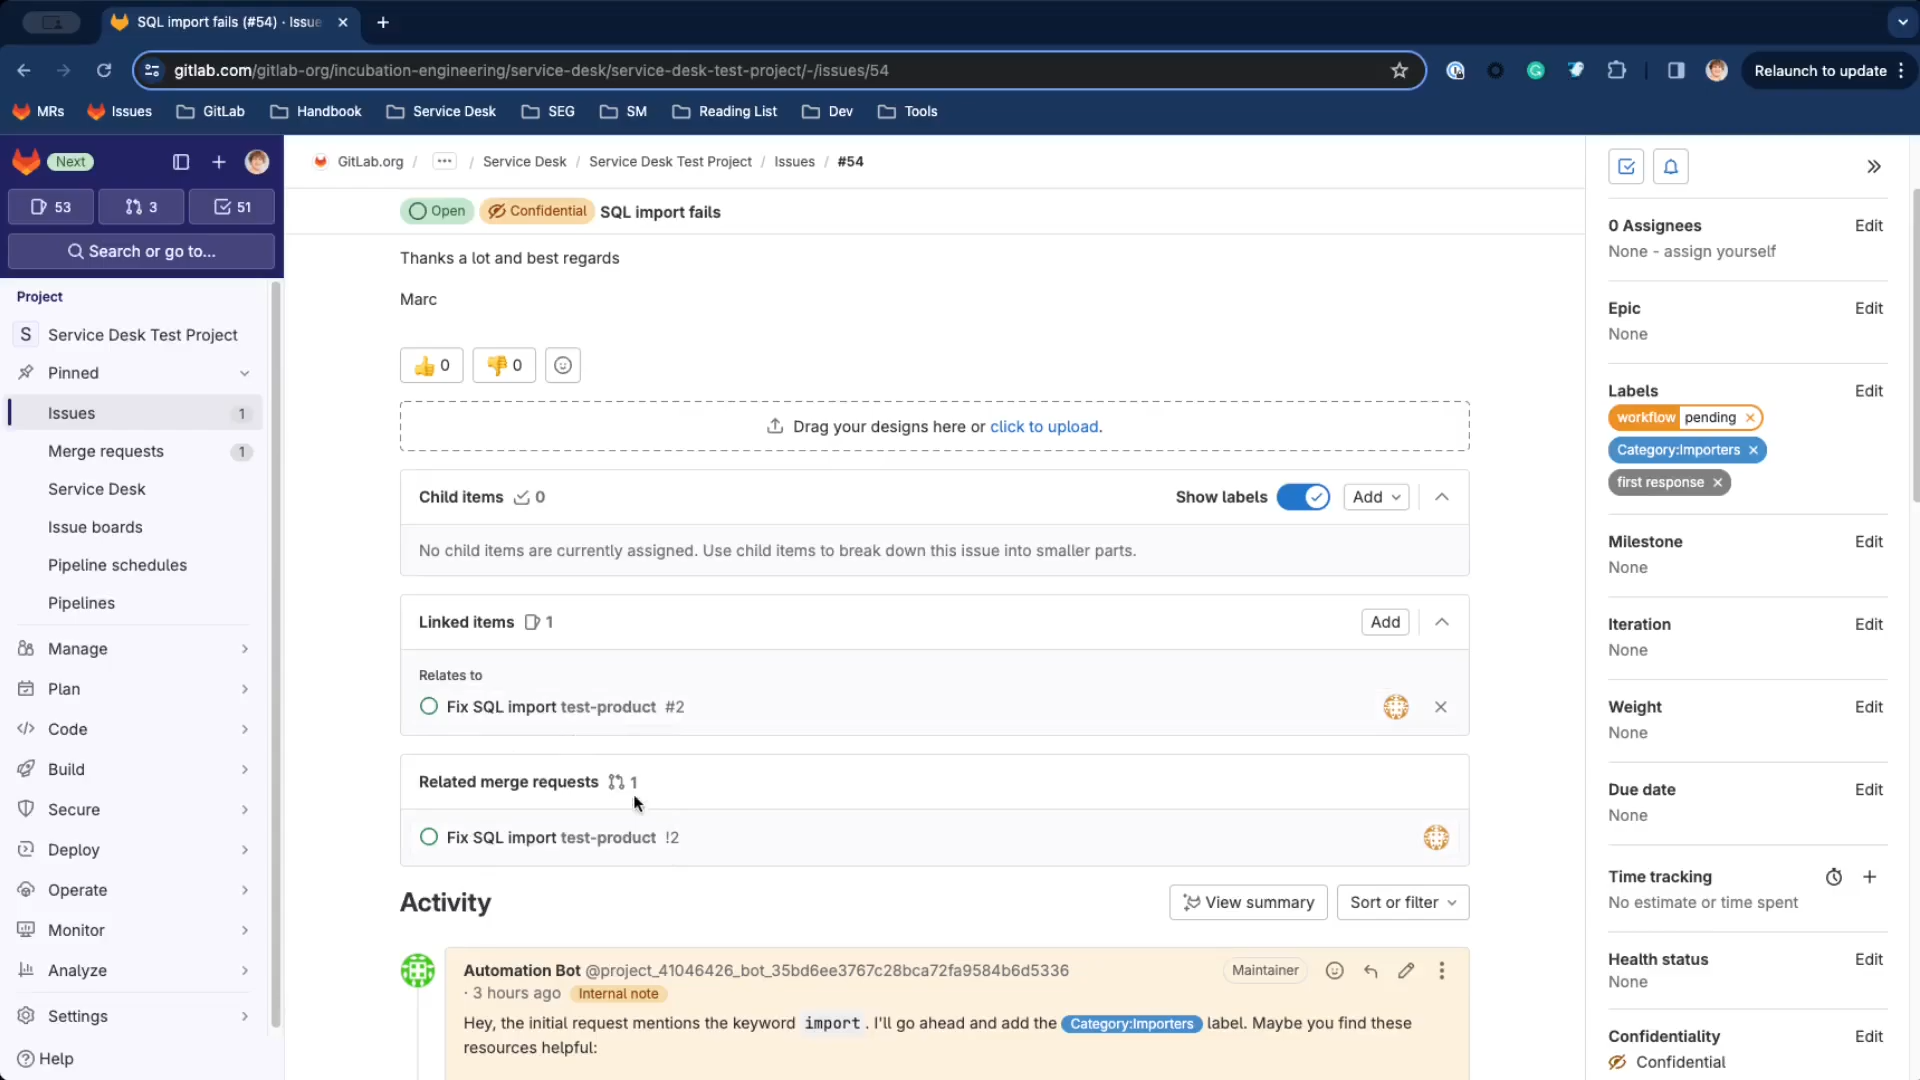 SQL import fails (#54) · Issue
gitlab.com/gitlab-org/incubation-engineering/service-desk/service-desk-test-project/-/issues/54
Relaunch to update
MRs
Issues
GitLab
Handbook
Service Desk
SEG
SM
Reading List
Dev
Tools
Next
53
3
51
Search or go to...
Project
S Service Desk Test Project
Pinned
Issues 1
Merge requests 1
Service Desk
Issue boards
Pipeline schedules
Pipelines
Manage
Plan
Code
Build
Secure
Deploy
Operate
Monitor
Analyze
Settings
Help
GitLab.org / ... / Service Desk / Service Desk Test Project / Issues / #54
Open Confidential SQL import fails
Thanks a lot and best regards
Marc
0
0
Drag your designs here or click to upload.
Child items 0
Show labels
Add
No child items are currently assigned. Use child items to break down this issue into smaller parts.
Linked items 1
Add
Relates to
Fix SQL import test-product #2
Related merge requests 1
Fix SQL import test-product !2
Activity
View summary
Sort or filter
Automation Bot @project_41046426_bot_35bd6ee3767c28bca72fa9584b6d5336
Maintainer
· 3 hours ago Internal note
Hey, the initial request mentions the keyword import. I'll go ahead and add the Category:Importers label. Maybe you find these
resources helpful:
0 Assignees Edit
None - assign yourself
Epic Edit
None
Labels Edit
workflow pending
Category:Importers
first response
Milestone Edit
None
Iteration Edit
None
Weight Edit
None
Due date Edit
None
Time tracking
No estimate or time spent
Health status Edit
None
Confidentiality Edit
Confidential